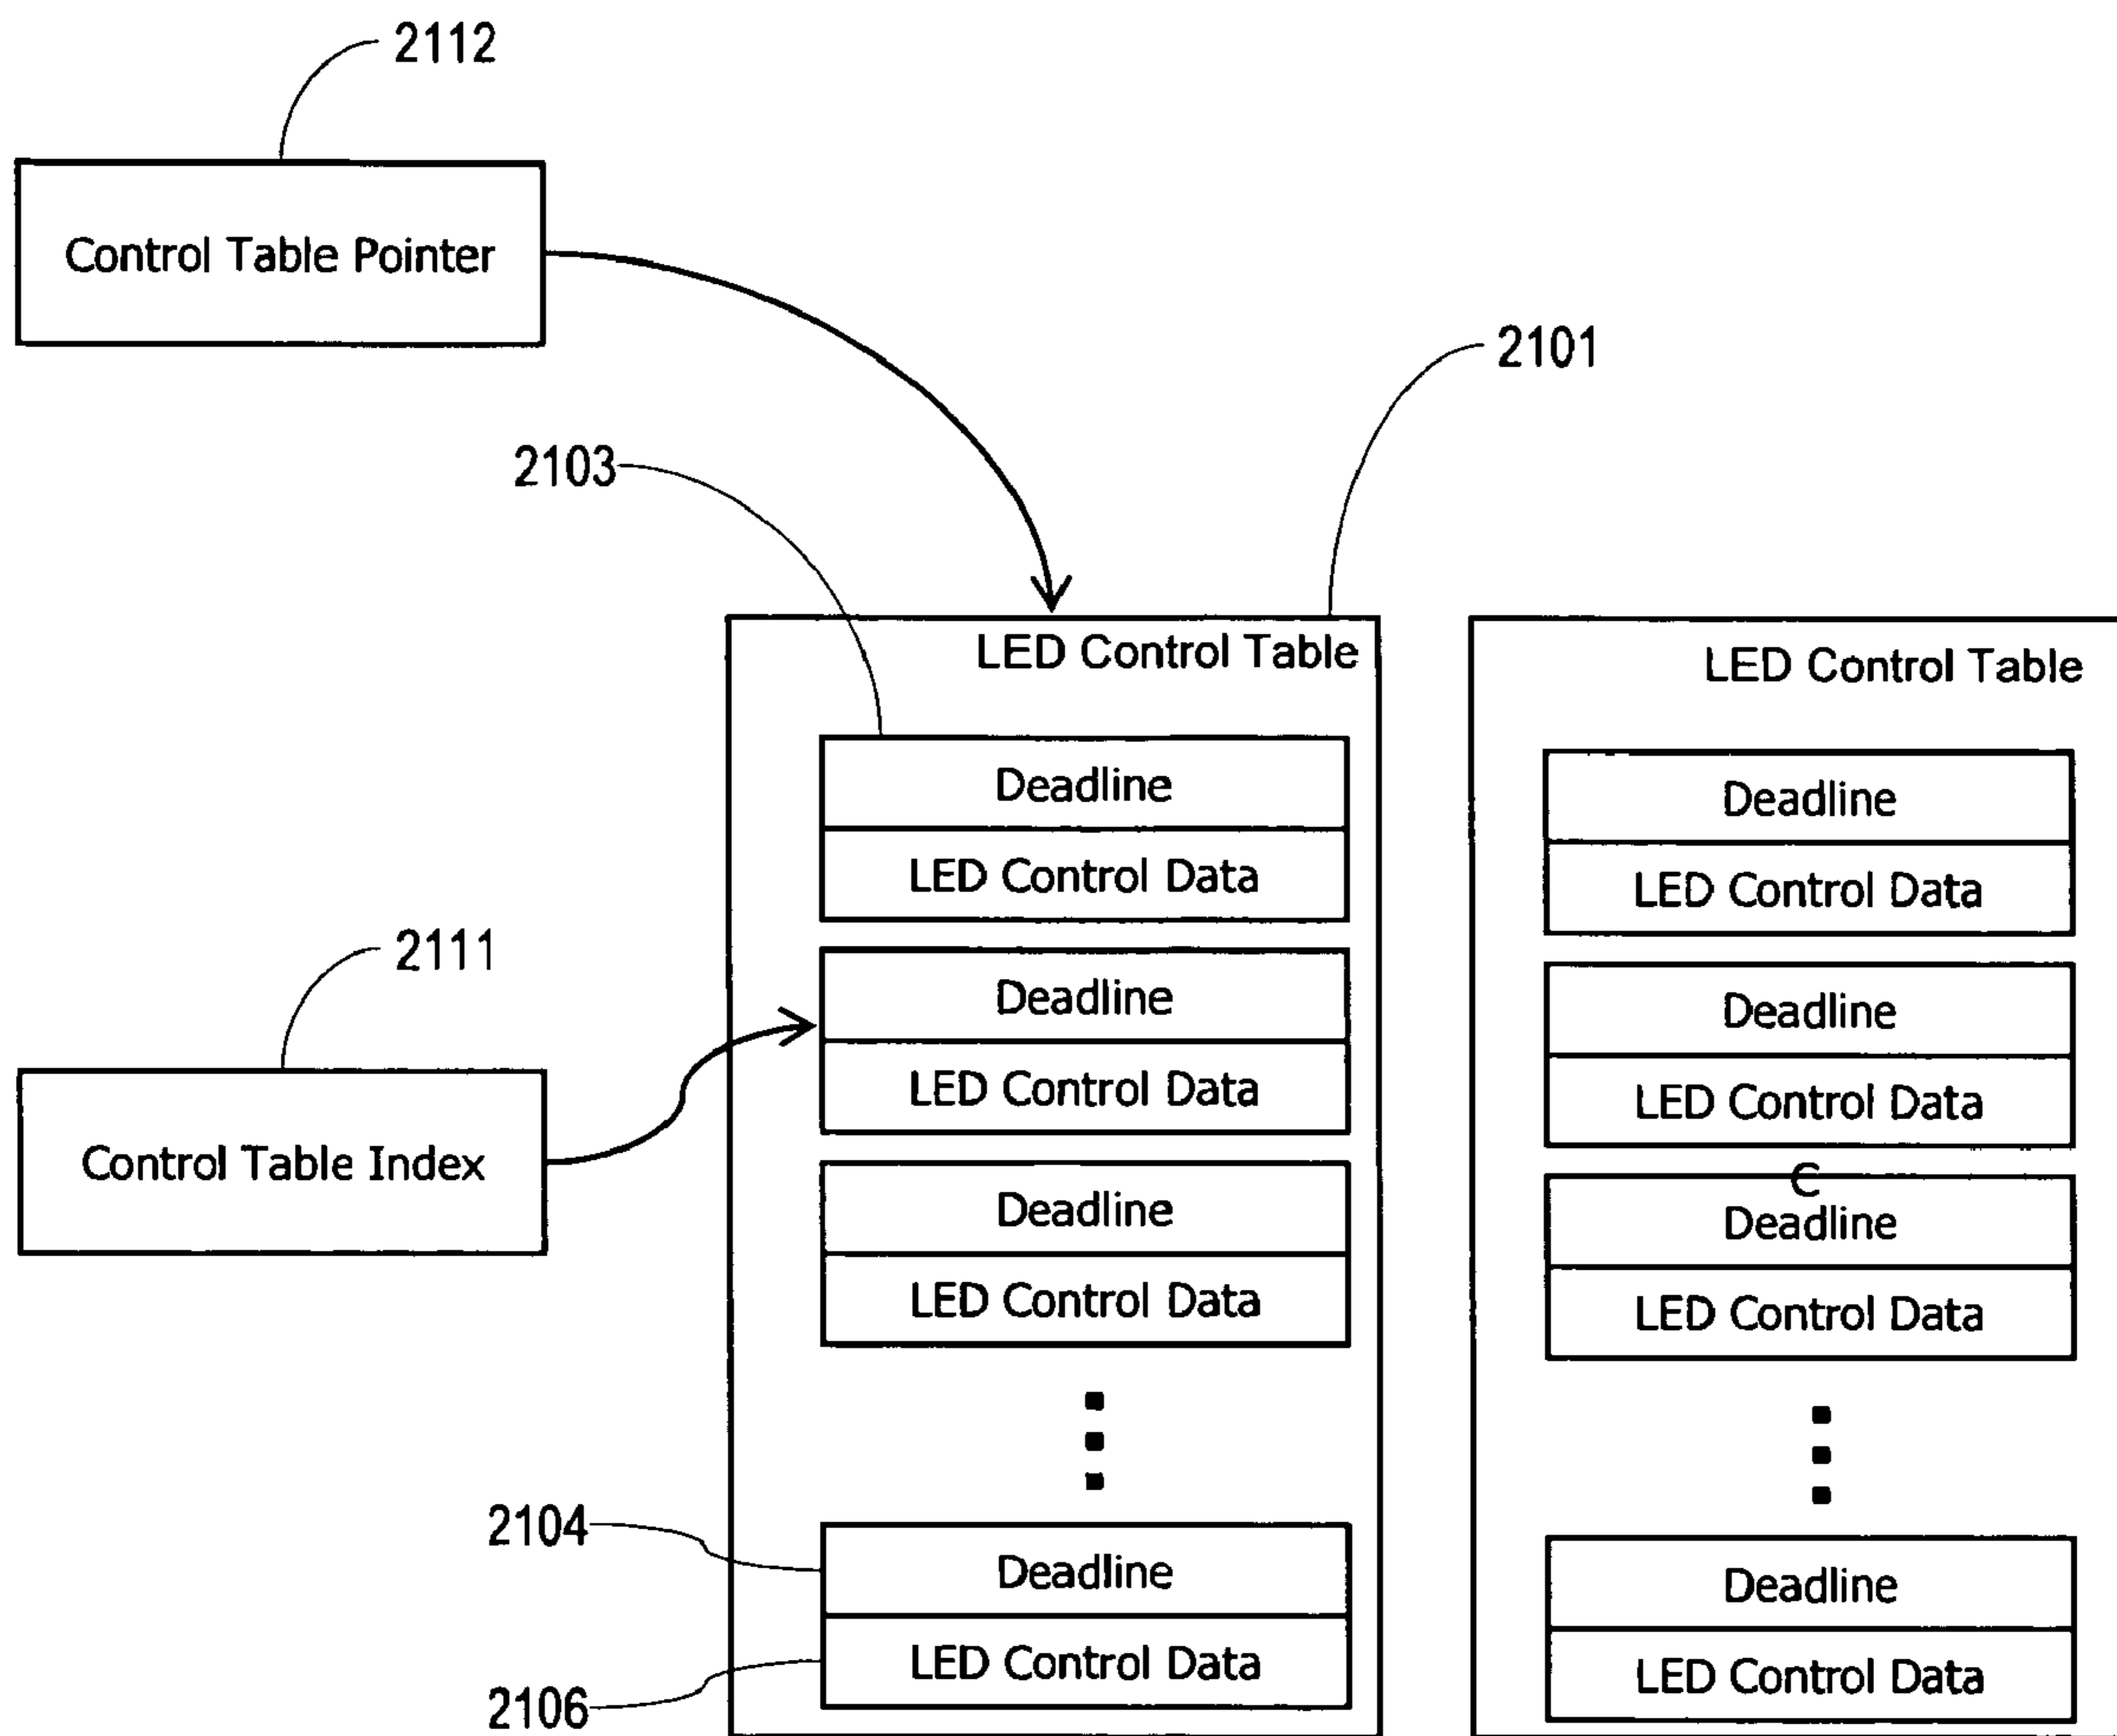 2112
Control Table Pointer
2101
2103
LED Control Table
Deadline
LED Control Data
Deadline
LED Control Data
Deadline
LED Control Data
2111
Control Table Index
2104
Deadline
2106
LED Control Data
LED Control Table
Deadline
LED Control Data
Deadline
LED Control Data
C
Deadline
LED Control Data
Deadline
LED Control Data